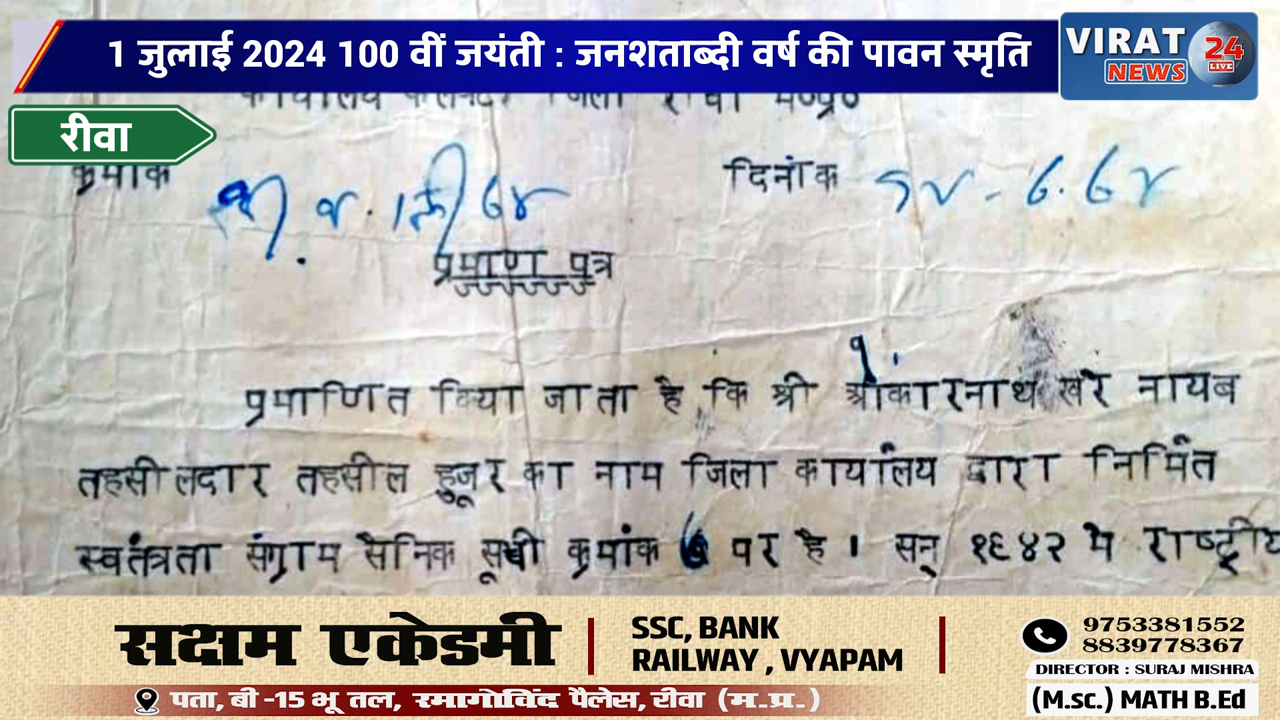 1 जुलाई 2024 100 वीं जयंती : जनशताब्दी वर्ष की पावन स्मृति
VIRAT
NEWS
24
LIVE
रीवा
क्रमांक
दिनांक
प्रमाण पत्र
प्रमाणित किया जाता है कि श्री ओंकारनाथ खरे नायब
तहसीलदार तहसील हुजूर का नाम जिला कार्यालय द्वारा निर्मित
स्वतंत्रता संग्राम सैनिक सूची क्रमांक पर है । सन् १९४२ मे राष्ट्रीय
सक्षम एकेडमी
SSC, BANK
RAILWAY , VYAPAM
9753381552
8839778367
DIRECTOR : SURAJ MISHRA
(M.sc.) MATH B.Ed
पता, बी -15 भू तल, रमागोविंद पैलेस, रीवा (म.प्र.)